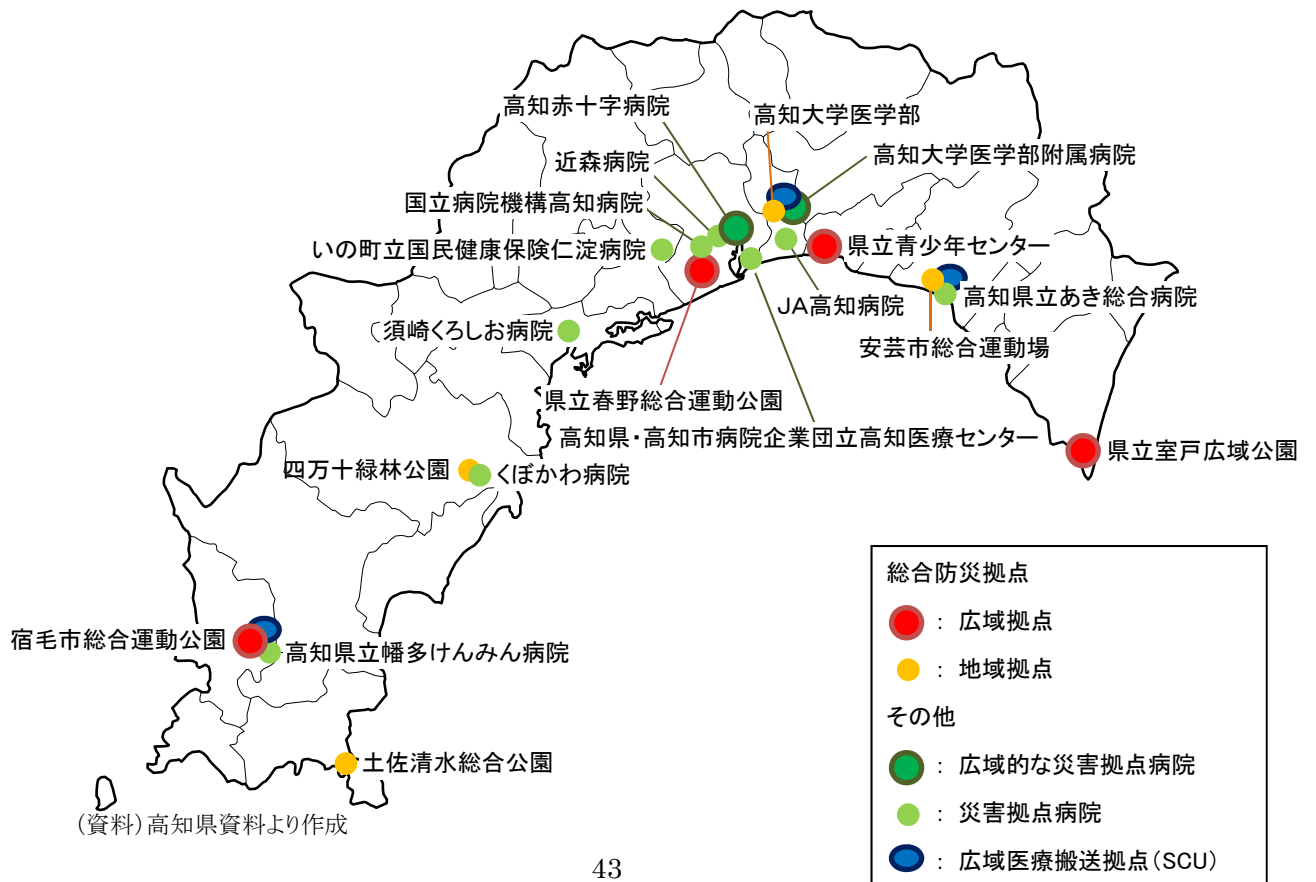 高知赤十字病院
高知大学医学部
近森病院
高知大学医学部附属病院
国立病院機構高知病院
いの町立国民健康保険仁淀病院
県立青少年センター
高知県立あき総合病院
JA高知病院
須崎くろしお病院
安芸市総合運動場
県立春野総合運動公園
高知県・高知市病院企業団立高知医療センター
県立室戸広域公園
四万十緑林公園
くぼかわ病院
宿毛市総合運動公園
高知県立幡多けんみん病院
土佐清水総合公園
(資料)高知県資料より作成
総合防災拠点
： 広域拠点
： 地域拠点
その他
： 広域的な災害拠点病院
： 災害拠点病院
： 広域医療搬送拠点(SCU)
43